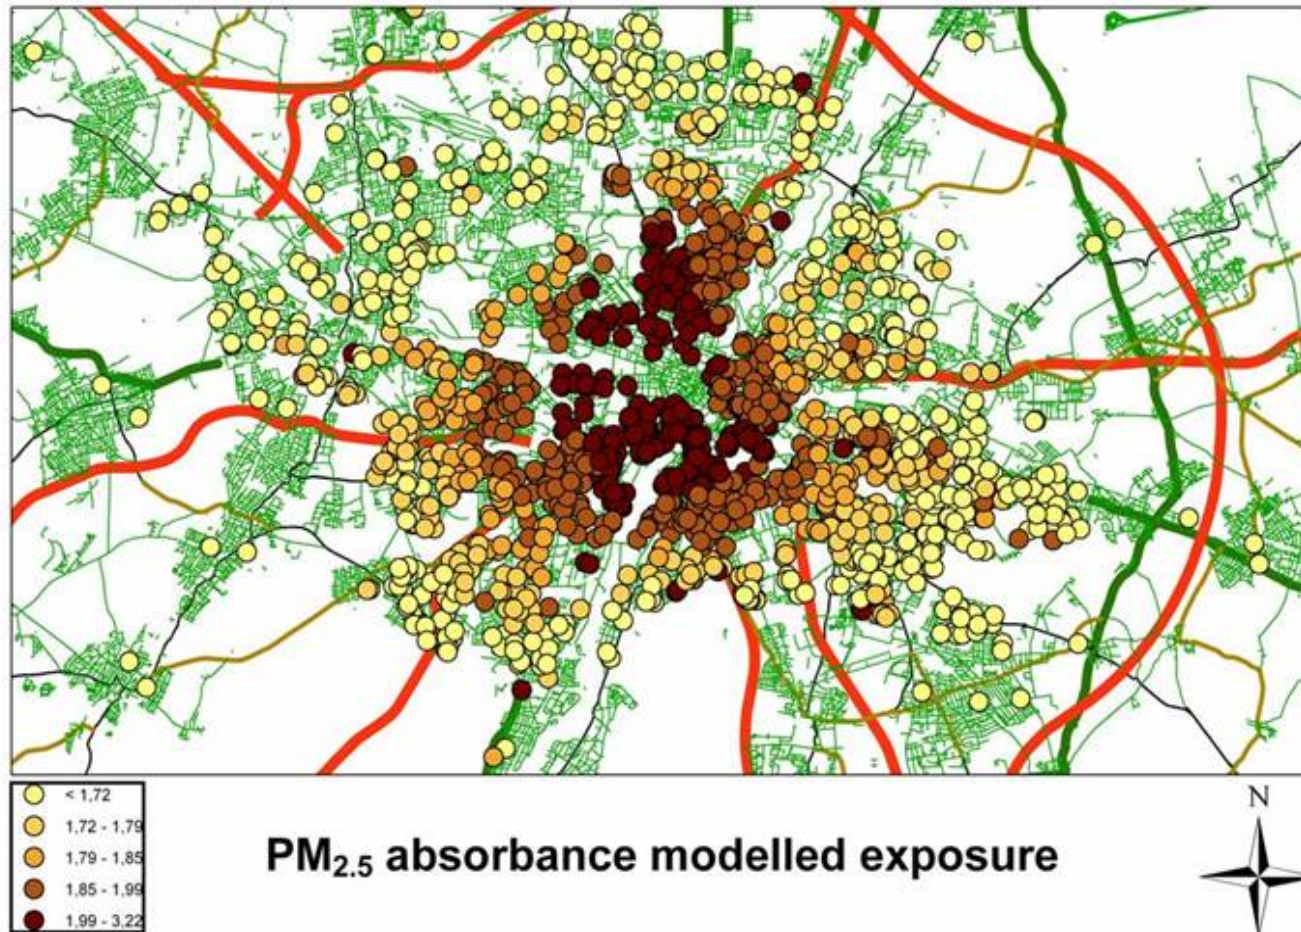 < 1,72
1,72 - 1,79
1,79 - 1,85
1,85 - 1,99
1,99 - 3,22
PM2.5 absorbance modelled exposure
N